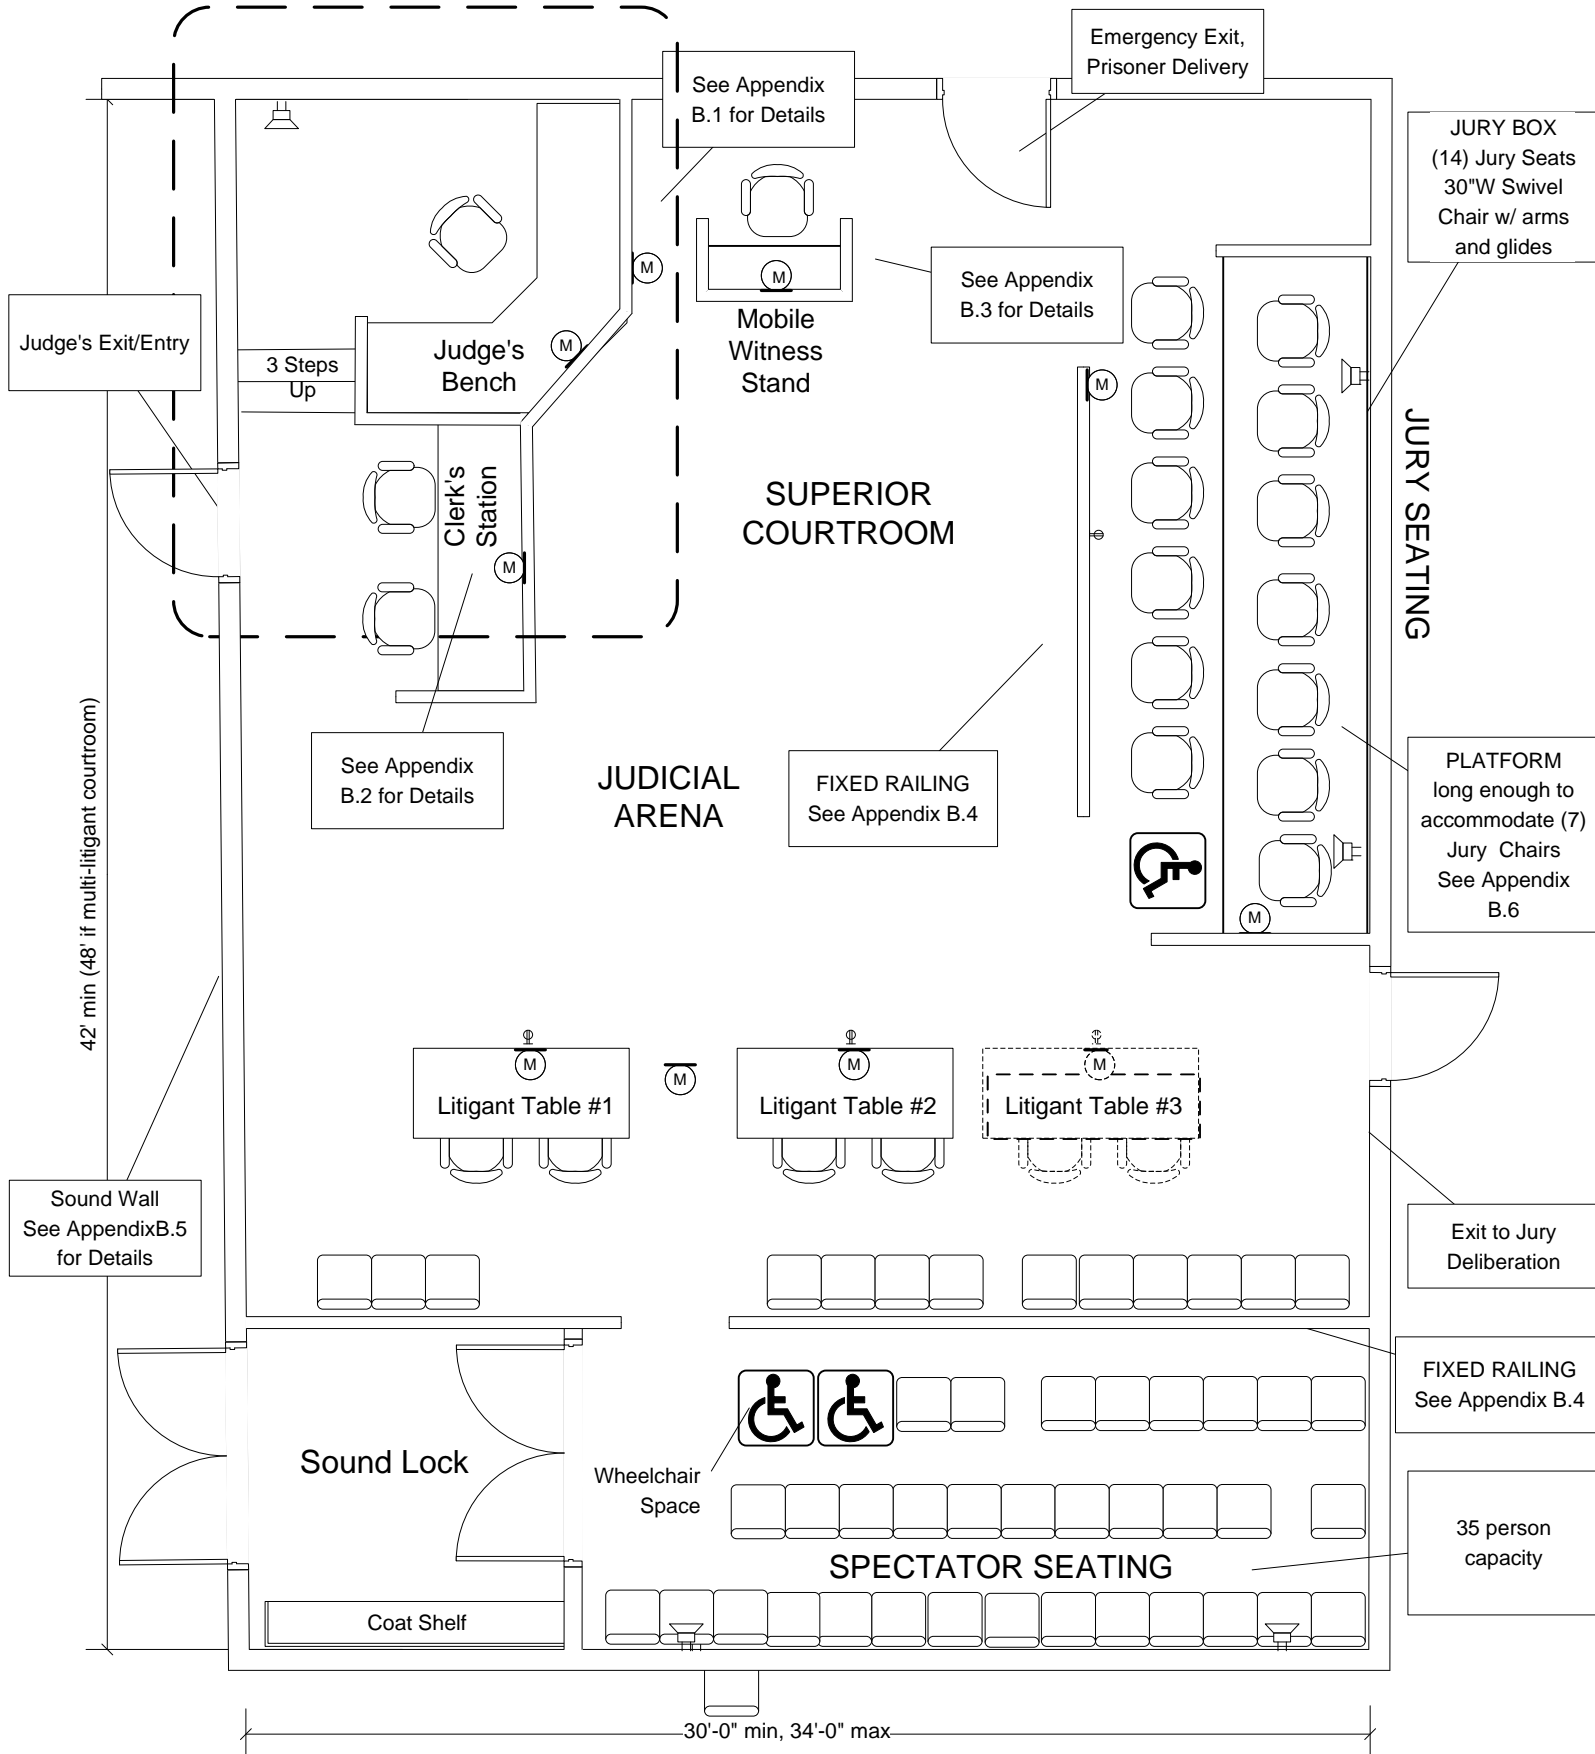 Emergency Exit,
Prisoner Delivery
See Appendix
B.1 for Details
JURY BOX
(14) Jury Seats
30"W Swivel
Chair w/ arms
and glides
M
M
See Appendix
B.3 for Details
Judge's Exit/Entry
Mobile
Witness
Stand
Judge's
Bench
M
3 Steps
Up
M
JURY SEATING
Clerk's
Station
SUPERIOR
COURTROOM
M
42' min (48' if multi-litigant courtroom)
See Appendix
B.2 for Details
JUDICIAL
ARENA
FIXED RAILING
See Appendix B.4
PLATFORM
long enough to
accommodate (7)
Jury Chairs
See Appendix
B.6
M
M
M
M
M
Litigant Table #1
Litigant Table #2
Litigant Table #3
Sound Wall
See AppendixB.5
for Details
Exit to Jury
Deliberation
FIXED RAILING
See Appendix B.4
Sound Lock
Wheelchair
Space
35 person
capacity
SPECTATOR SEATING
Coat Shelf
30'-0" min, 34'-0" max